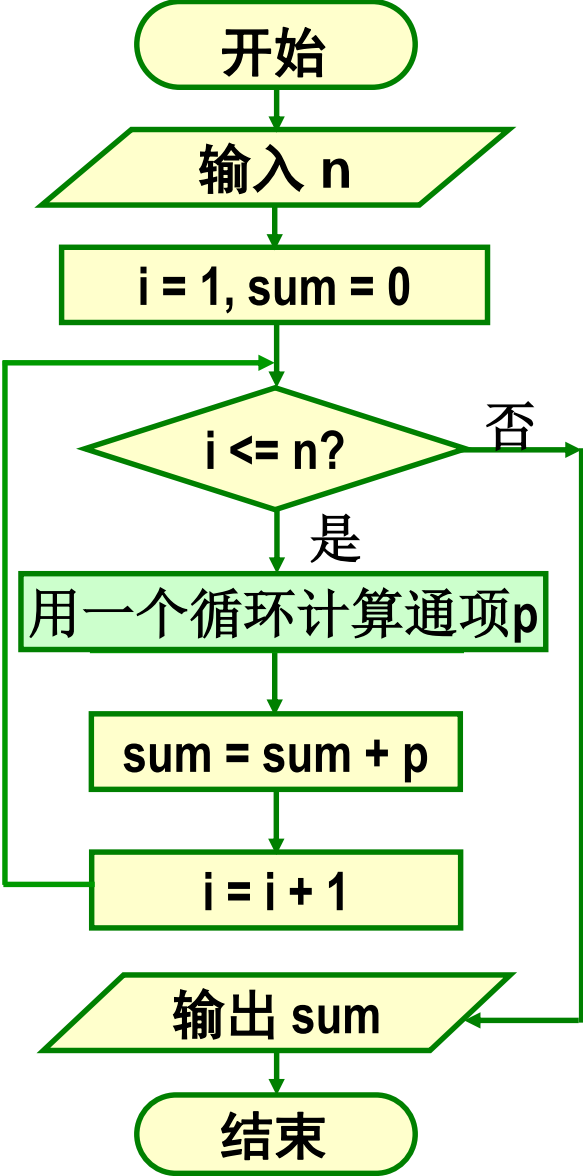 开始
输入 n
i = 1, sum = 0
i <= n?
否
是
用一个循环计算通项p
sum = sum + p
i = i + 1
输出 sum
结束